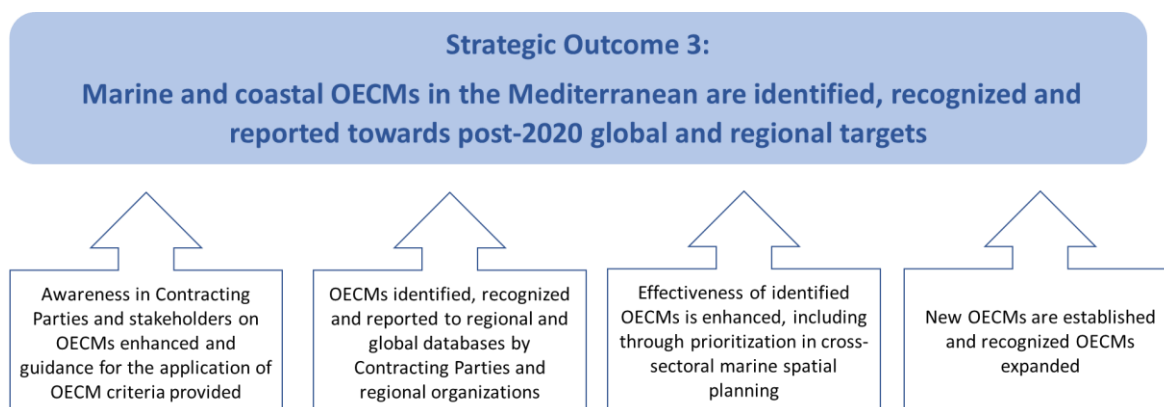 Strategic Outcome 3:
Marine and coastal OECMs in the Mediterranean are identified, recognized and
reported towards post-2020 global and regional targets
Awareness in Contracting
Parties and stakeholders on
OECMs enhanced and
guidance for the application of
OECM criteria provided
OECMs identified, recognized
and reported to regional and
global databases by
Contracting Parties and
regional organizations
Effectiveness of identified
OECMs is enhanced, including
through prioritization in cross-
sectoral marine spatial
planning
New OECMs are established
and recognized OECMs
expanded